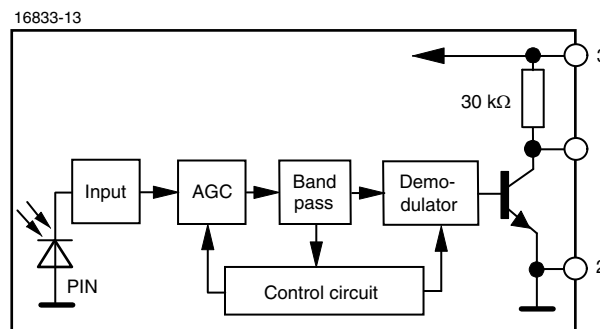 16833-13
3
30 kΩ
Input
AGC
Band
pass
Demo-
dulator
2
PIN
Control circuit